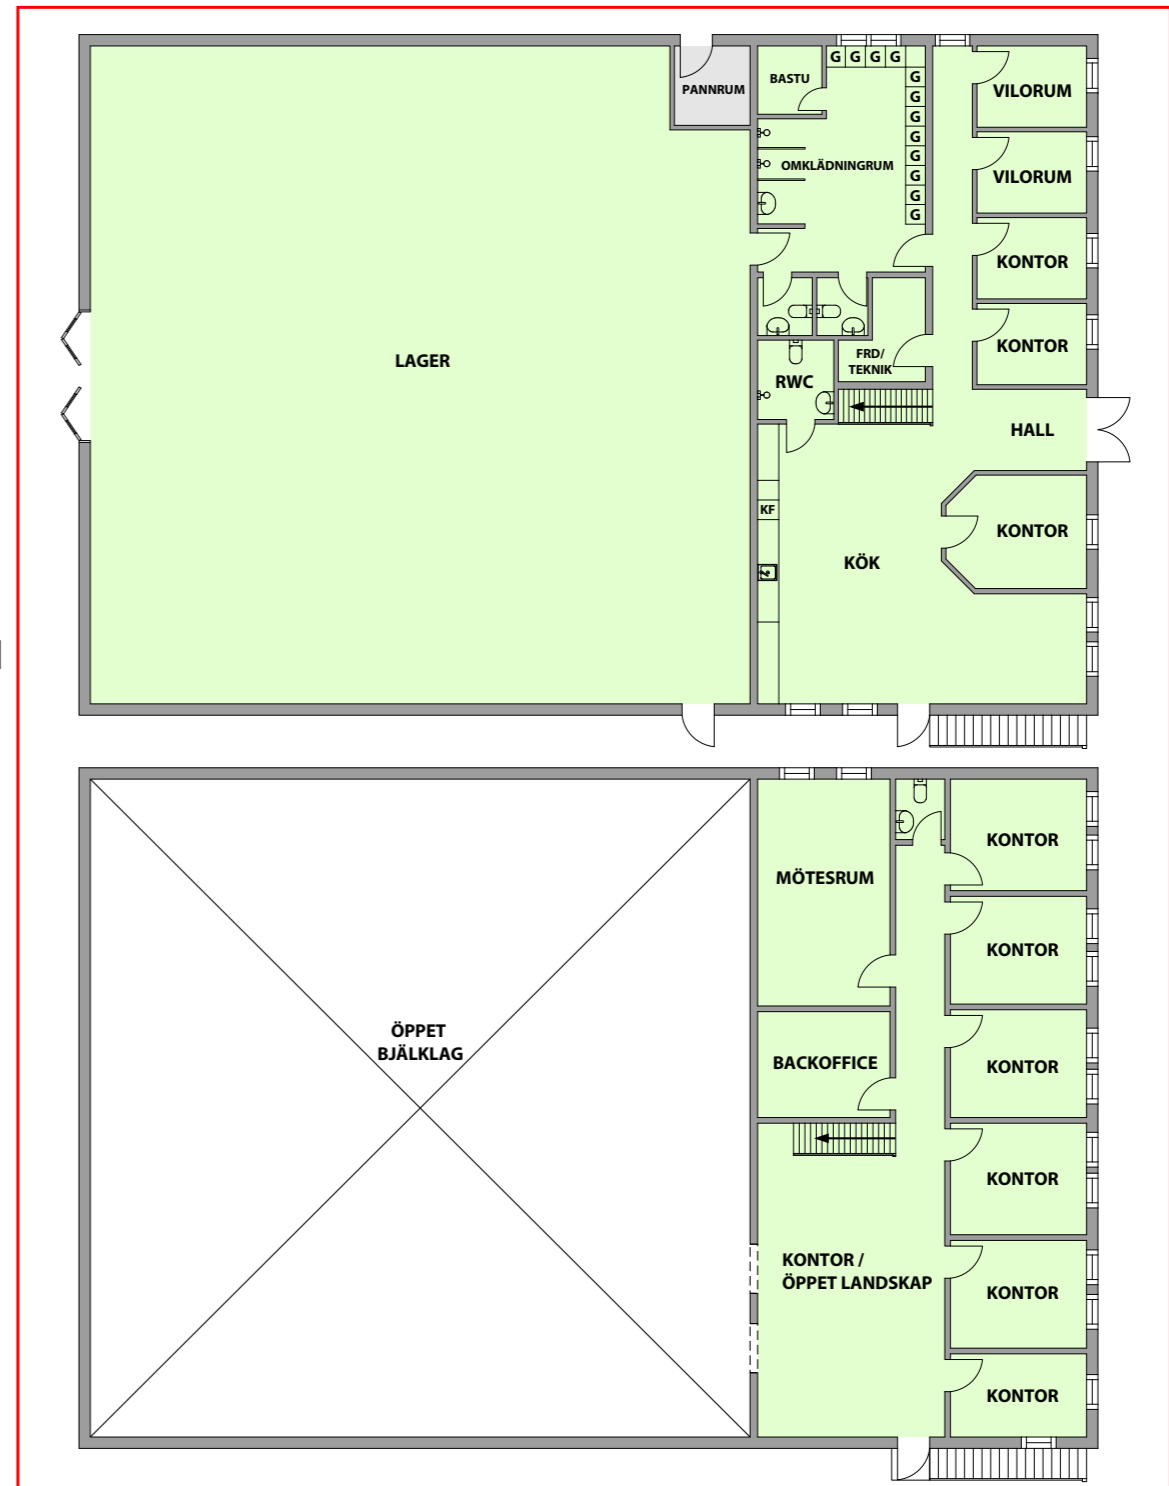 G G G G
BASTU
G
VILORUM
PANNRUM
G
G
G
OMKLÄDNINGRUM
G
G
VILORUM
G
G
KONTOR
KONTOR
LAGER
FRD/
TEKNIK
RWC
HALL
KF
KONTOR
KÖK
KONTOR
MÖTESRUM
KONTOR
ÖPPET
BJÄLKLAG
BACKOFFICE
KONTOR
KONTOR
KONTOR /
ÖPPET LANDSKAP
KONTOR
KONTOR